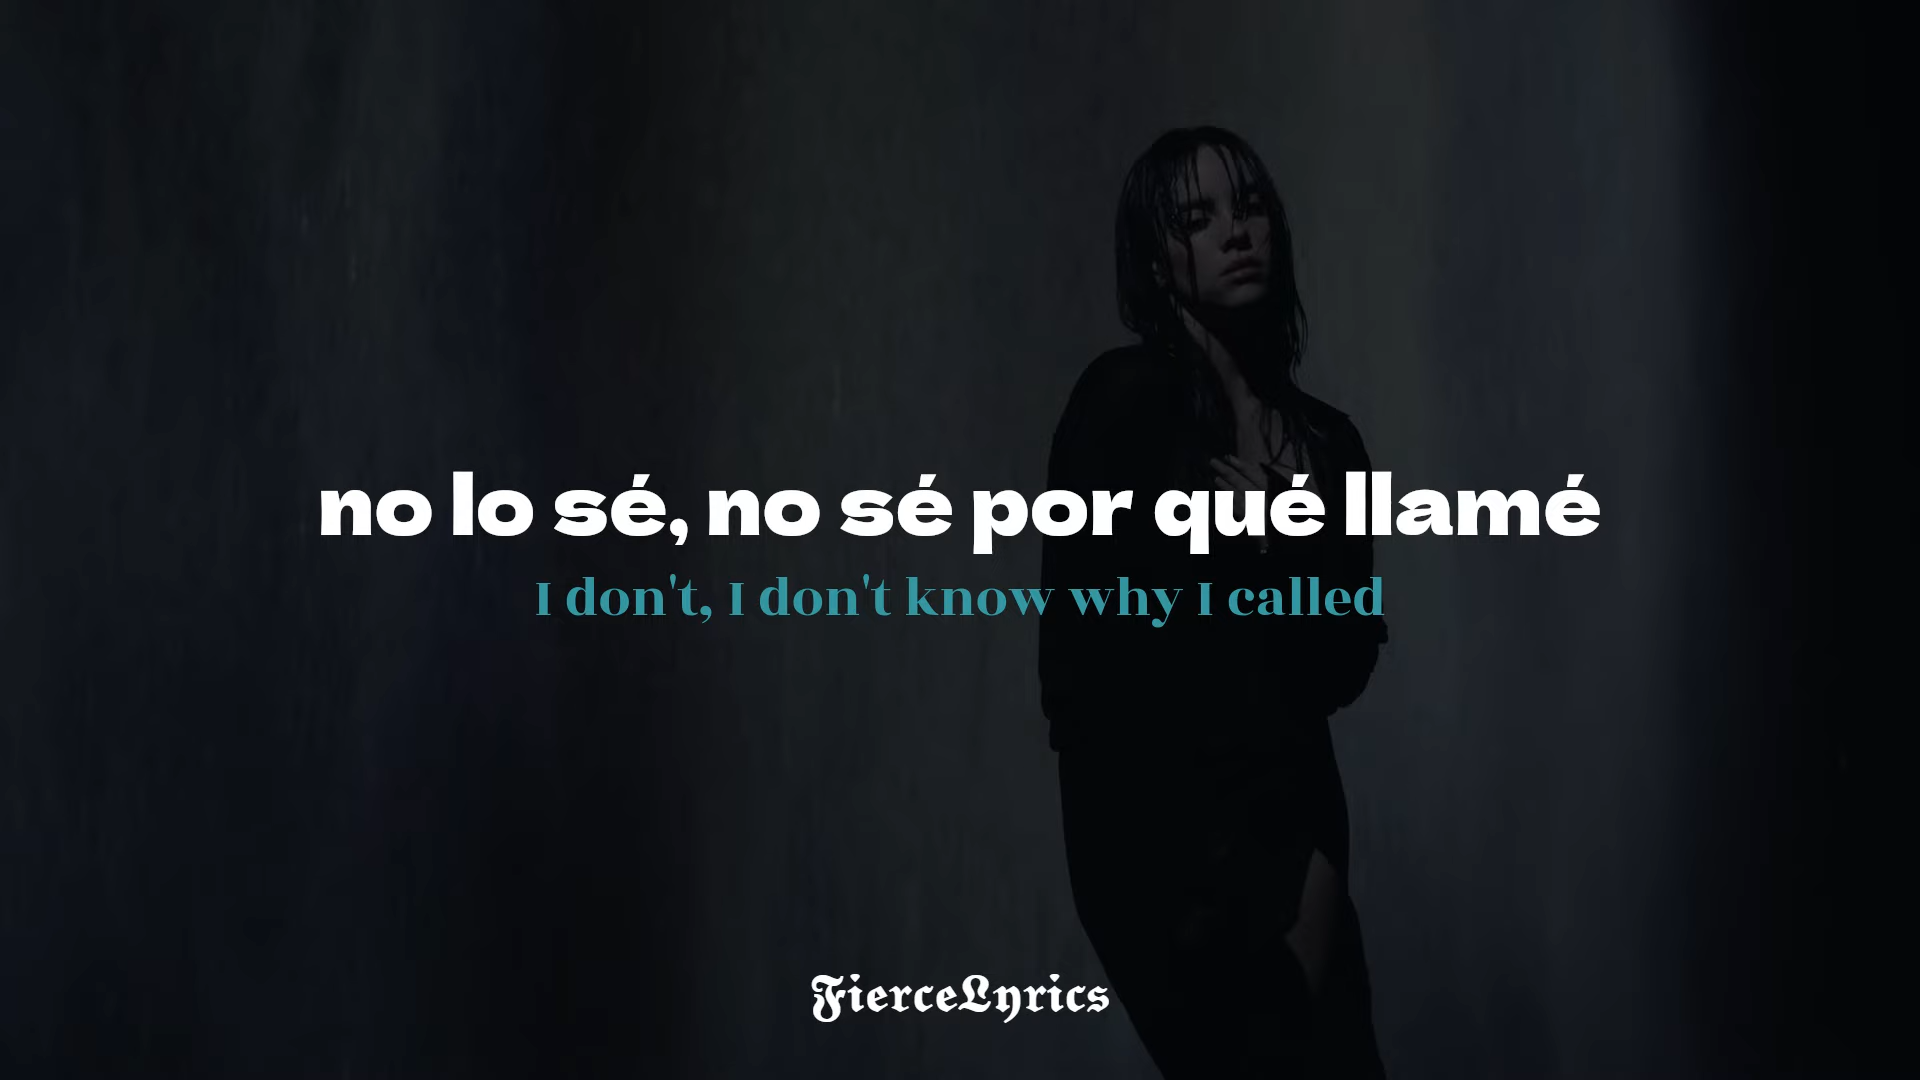 no lo sé, no sé por qué llamé
I don't, I don't know why I called
FierceLyrics